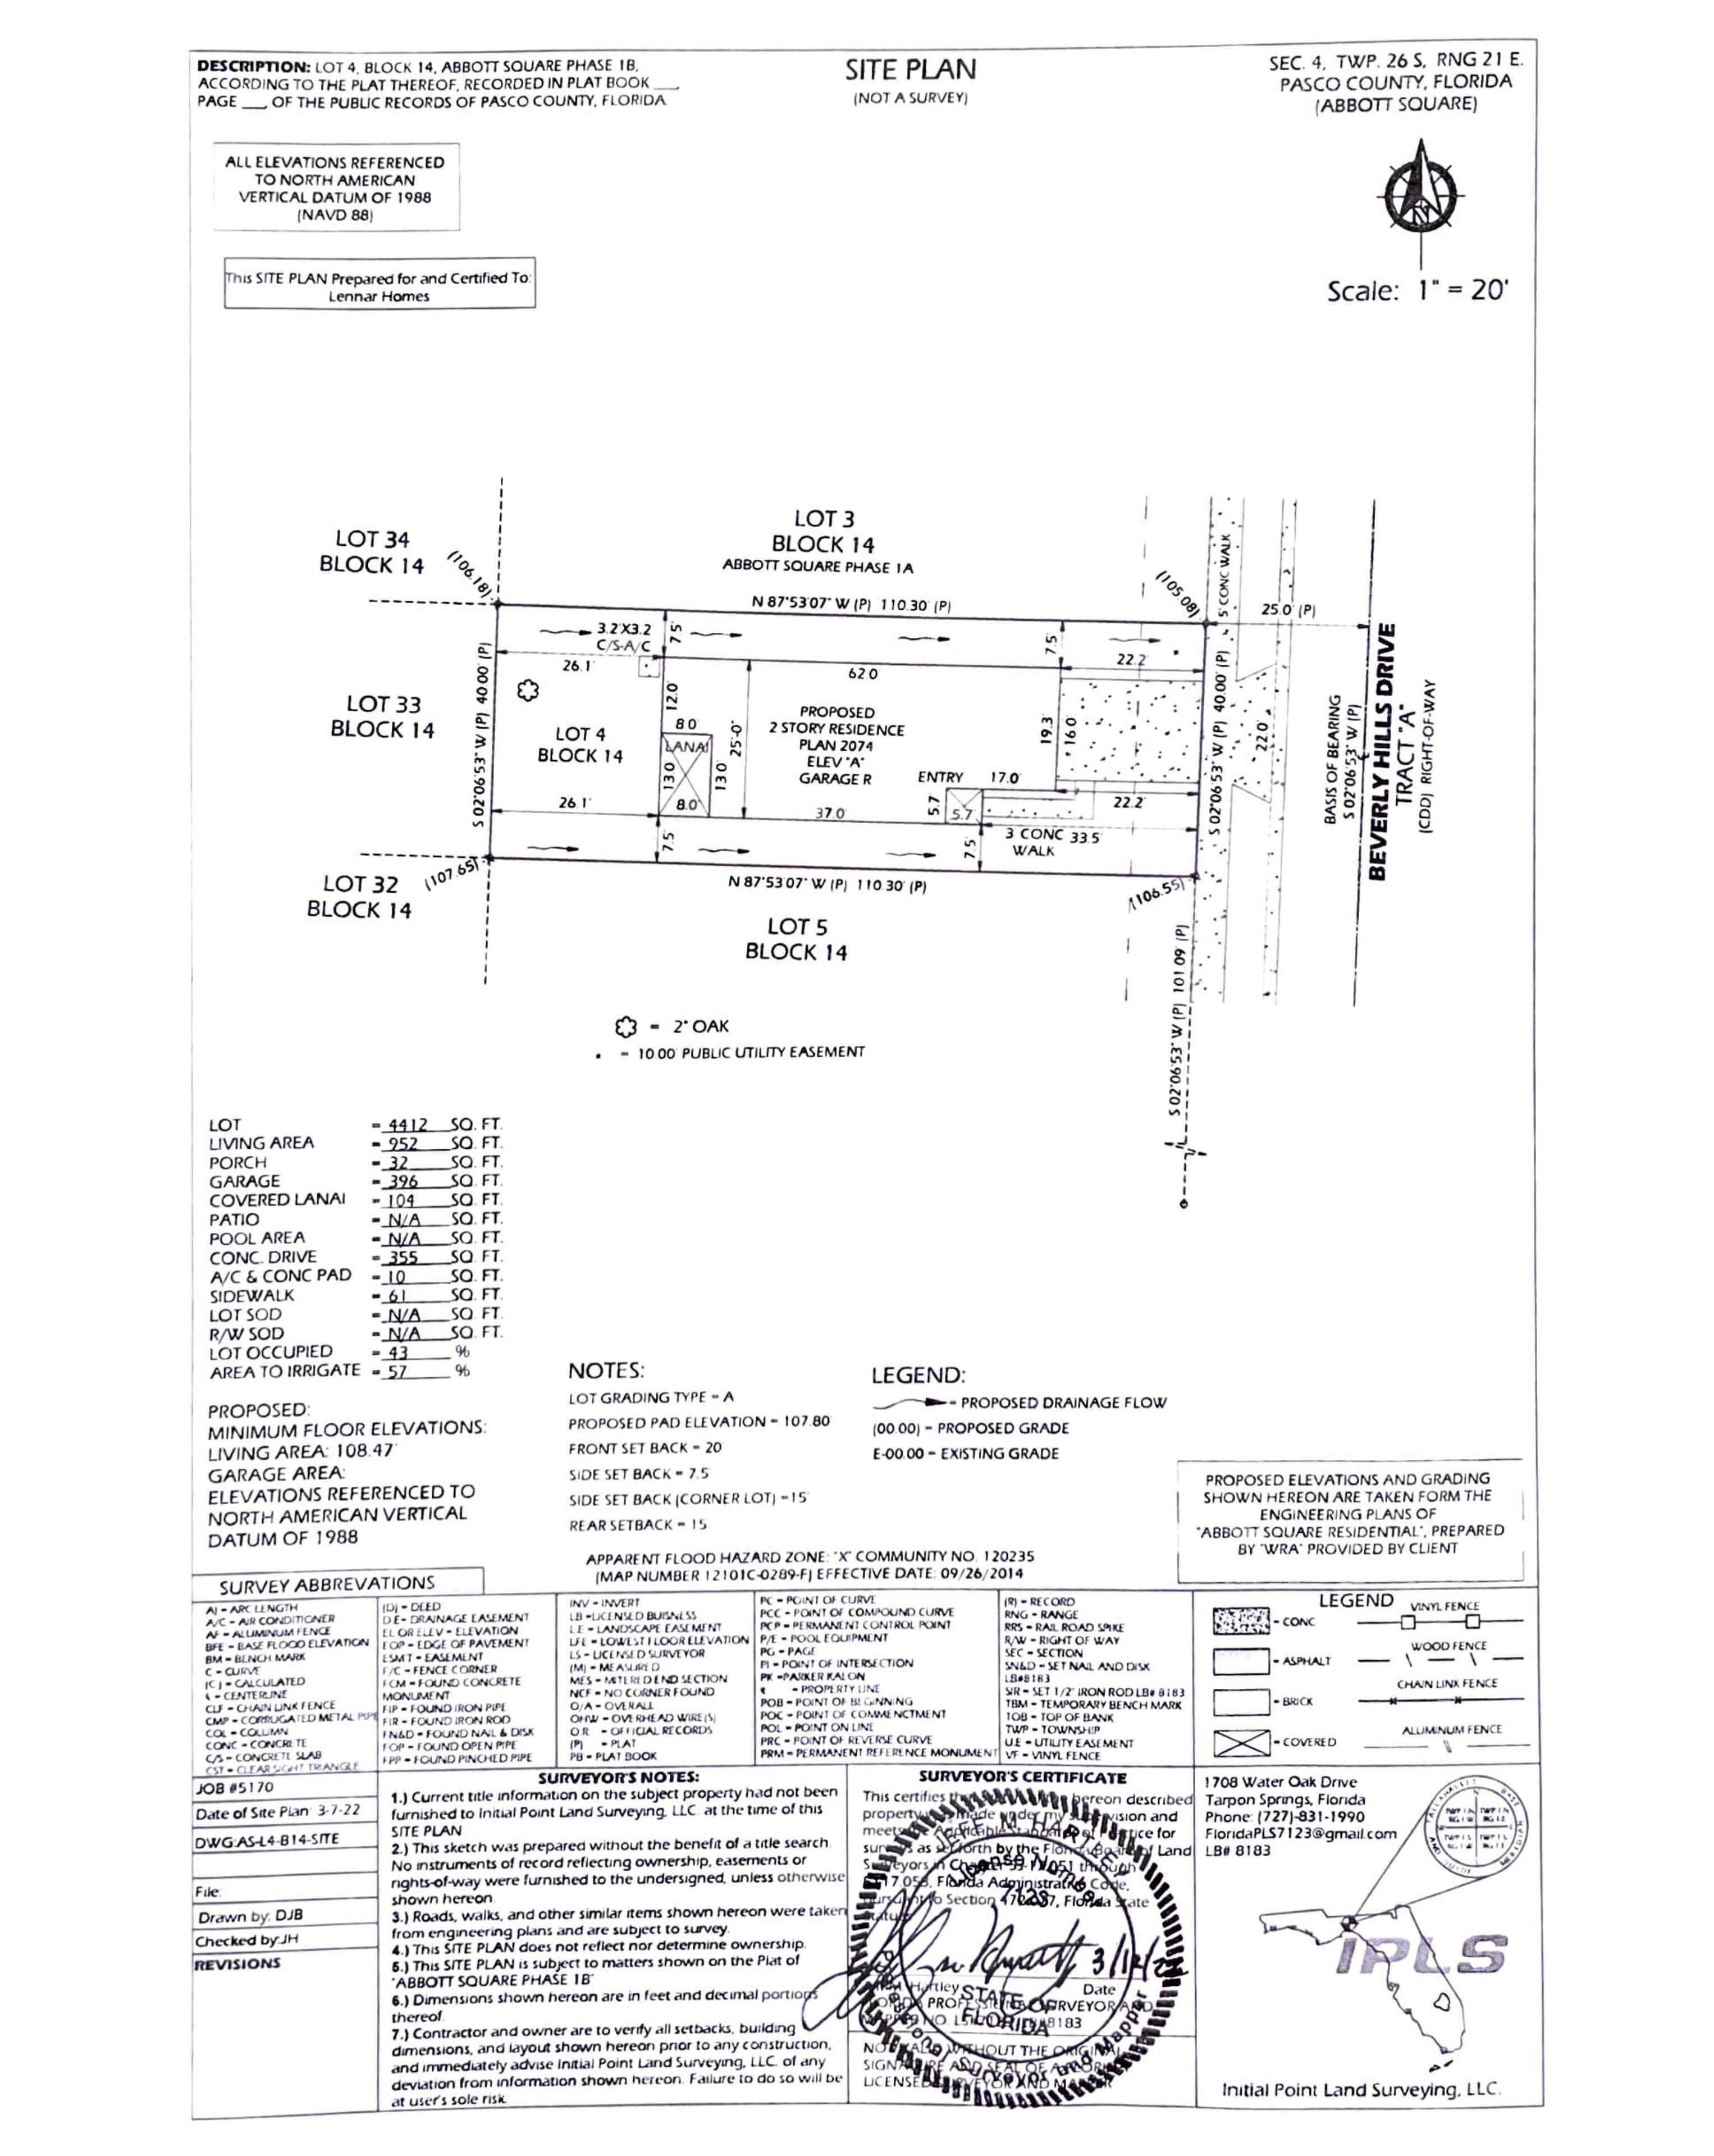 DESCRIPTION: LOT 4, BLOCK 14, ABBOTT SQUARE PHASE 1B,
ACCORDING TO THE PLAT THEREOF, RECORDED IN PLAT BOOK ___,
PAGE ___ OF THE PUBLIC RECORDS OF PASCO COUNTY, FLORIDA.
SITE PLAN
(NOT A SURVEY)
SEC. 4, TWP. 26 S, RNG 21 E.
PASCO COUNTY, FLORIDA
(ABBOTT SQUARE)
ALL ELEVATIONS REFERENCED
TO NORTH AMERICAN
VERTICAL DATUM OF 1988
(NAVD 88)
This SITE PLAN Prepared for and Certified To:
Lennar Homes
N
Scale: 1" = 20'
LOT 34
BLOCK 14
(106.18)
LOT 3
BLOCK 14
ABBOTT SQUARE PHASE 1A
N 87°53'07" W (P) 110.30' (P)
(105.08)
5' CONC WALK
25.0' (P)
3.2'X3.2'
C/S-A/C
7.5'
7.5'
26.1'
62.0'
22.2'
S 02°06'53" W (P) 40.00' (P)
LOT 33
BLOCK 14
LOT 4
BLOCK 14
12.0'
8.0'
LANAI
13.0'
13.0'
8.0'
25'-0"
PROPOSED
2 STORY RESIDENCE
PLAN 2074
ELEV "A"
GARAGE R
19.3'
16.0'
ENTRY
17.0'
5.7'
5.7'
26.1'
37.0'
22.2'
3' CONC
WALK
33.5'
7.5'
7.5'
S 02°06'53" W (P) 40.00' (P)
22.0'
BASIS OF BEARING
S 02°06'53" W (P)
BEVERLY HILLS DRIVE
TRACT "A"
(CDD) RIGHT-OF-WAY
LOT 32
BLOCK 14
(107.65)
N 87°53'07" W (P) 110.30' (P)
(106.55)
LOT 5
BLOCK 14
S 02°06'53" W (P) 101.09' (P)
= 2" OAK
= 10.00' PUBLIC UTILITY EASEMENT
LOT = 4412 SQ. FT.
LIVING AREA = 952 SQ. FT.
PORCH = 32 SQ. FT.
GARAGE = 396 SQ. FT.
COVERED LANAI = 104 SQ. FT.
PATIO = N/A SQ. FT.
POOL AREA = N/A SQ. FT.
CONC. DRIVE = 355 SQ. FT.
A/C & CONC PAD = 10 SQ. FT.
SIDEWALK = 61 SQ. FT.
LOT SOD = N/A SQ. FT.
R/W SOD = N/A SQ. FT.
LOT OCCUPIED = 43 %
AREA TO IRRIGATE = 57 %
PROPOSED:
MINIMUM FLOOR ELEVATIONS:
LIVING AREA: 108.47'
GARAGE AREA:
ELEVATIONS REFERENCED TO
NORTH AMERICAN VERTICAL
DATUM OF 1988
NOTES:
LOT GRADING TYPE = A
PROPOSED PAD ELEVATION = 107.80'
FRONT SET BACK = 20'
SIDE SET BACK = 7.5'
SIDE SET BACK (CORNER LOT) =15'
REAR SETBACK = 15'
LEGEND:
= PROPOSED DRAINAGE FLOW
(00.00) = PROPOSED GRADE
E-00.00 = EXISTING GRADE
APPARENT FLOOD HAZARD ZONE: "X" COMMUNITY NO. 120235
(MAP NUMBER 12101C-0289-F) EFFECTIVE DATE: 09/26/2014
PROPOSED ELEVATIONS AND GRADING
SHOWN HEREON ARE TAKEN FORM THE
ENGINEERING PLANS OF
"ABBOTT SQUARE RESIDENTIAL", PREPARED
BY "WRA" PROVIDED BY CLIENT
SURVEY ABBREVATIONS
A) = ARC LENGTH
A/C = AIR CONDITIONER
AF = ALUMINUM FENCE
BFE = BASE FLOOD ELEVATION
BM = BENCH MARK
C = CURVE
(C) = CALCULATED
= CENTERLINE
CLF = CHAIN LINK FENCE
CMP = CORRUGATED METAL PIPE
COL = COLUMN
CONC = CONCRETE
C/S = CONCRETE SLAB
CST = CLEAR SIGHT TRIANGLE
(D) = DEED
D.E = DRAINAGE EASEMENT
EL OR ELEV = ELEVATION
EOP = EDGE OF PAVEMENT
ESMT = EASEMENT
F/C = FENCE CORNER
FCM = FOUND CONCRETE
MONUMENT
FIP = FOUND IRON PIPE
FIR = FOUND IRON ROD
FN&D = FOUND NAIL & DISK
FOP = FOUND OPEN PIPE
FPP = FOUND PINCHED PIPE
INV = INVERT
LB =LICENSED BUISNESS
L.E = LANDSCAPE EASEMENT
LFE = LOWEST FLOOR ELEVATION
LS = LICENSED SURVEYOR
(M) = MEASURED
MES = MITERED END SECTION
NCF = NO CORNER FOUND
O/A = OVERALL
OHW = OVERHEAD WIRE(S)
O.R. = OFFICIAL RECORDS
(P) = PLAT
PB = PLAT BOOK
PC = POINT OF CURVE
PCC = POINT OF COMPOUND CURVE
PCP = PERMANENT CONTROL POINT
P/E = POOL EQUIPMENT
PG = PAGE
PI = POINT OF INTERSECTION
PK =PARKER KALON
= PROPERTY LINE
POB = POINT OF BEGINNING
POC = POINT OF COMMENCTMENT
POL = POINT ON LINE
PRC = POINT OF REVERSE CURVE
PRM = PERMANENT REFERENCE MONUMENT
(R) = RECORD
RNG = RANGE
RRS = RAIL ROAD SPIKE
R/W = RIGHT OF WAY
SEC = SECTION
SN&D = SET NAIL AND DISK
LB#8183
SIR = SET 1/2" IRON ROD LB# 8183
TBM = TEMPORARY BENCH MARK
TOB = TOP OF BANK
TWP = TOWNSHIP
U.E = UTILITY EASEMENT
VF = VINYL FENCE
LEGEND
= CONC
= ASPHALT
= BRICK
= COVERED
VINYL FENCE
WOOD FENCE
CHAIN LINK FENCE
ALUMINUM FENCE
JOB #5170
Date of Site Plan: 3-7-22
DWG:AS-L4-B14-SITE
File:
Drawn by: DJB
Checked by:JH
REVISIONS
SURVEYOR'S NOTES:
1.) Current title information on the subject property had not been
furnished to Initial Point Land Surveying, LLC. at the time of this
SITE PLAN
2.) This sketch was prepared without the benefit of a title search.
No instruments of record reflecting ownership, easements or
rights-of-way were furnished to the undersigned, unless otherwise
shown hereon.
3.) Roads, walks, and other similar items shown hereon were taken
from engineering plans and are subject to survey.
4.) This SITE PLAN does not reflect nor determine ownership.
5.) This SITE PLAN is subject to matters shown on the Plat of
"ABBOTT SQUARE PHASE 1B"
6.) Dimensions shown hereon are in feet and decimal portions
thereof.
7.) Contractor and owner are to verify all setbacks, building
dimensions, and layout shown hereon prior to any construction,
and immediately advise Initial Point Land Surveying, LLC. of any
deviation from information shown hereon. Failure to do so will be
at user's sole risk.
SURVEYOR'S CERTIFICATE
This certifies hereon described
property made under my and
meets Applicable for
as by the Land
Surveyors in through
Florida Administrative Code,
to Section Florida State
License Number
7123
Hartley
Date
STATE OF
FLORIDA
Professional Surveyor and Mapper
WITHOUT THE ORIGINAL
SIGNATURE AND SEAL OF A
LICENSED SURVEYOR AND
1708 Water Oak Drive
Tarpon Springs, Florida
Phone: (727)-831-1990
FloridaPLS7123@gmail.com
LB# 8183
TALLAHASSEE BASE
AND
MERIDIAN
IPLS
Initial Point Land Surveying, LLC.